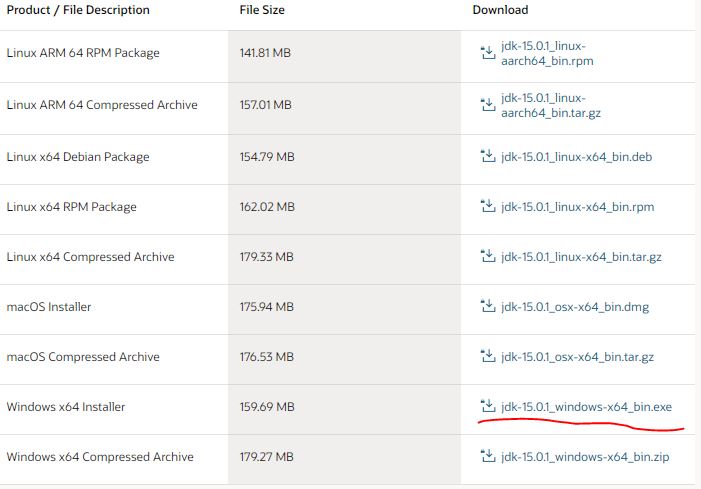 Product / File Description File Size Download
Linux ARM 64 RPM Package 141.81 MB jdk-15.0.1_linux-
aarch64_bin.rpm
Linux ARM 64 Compressed Archive 157.01 MB jdk-15.0.1_linux-
aarch64_bin.tar.gz
Linux x64 Debian Package 154.79 MB jdk-15.0.1_linux-x64_bin.deb
Linux x64 RPM Package 162.02 MB jdk-15.0.1_linux-x64_bin.rpm
Linux x64 Compressed Archive 179.33 MB jdk-15.0.1_linux-x64_bin.tar.gz
macOS Installer 175.94 MB jdk-15.0.1_osx-x64_bin.dmg
macOS Compressed Archive 176.53 MB jdk-15.0.1_osx-x64_bin.tar.gz
Windows x64 Installer 159.69 MB jdk-15.0.1_windows-x64_bin.exe
Windows x64 Compressed Archive 179.27 MB jdk-15.0.1_windows-x64_bin.zip